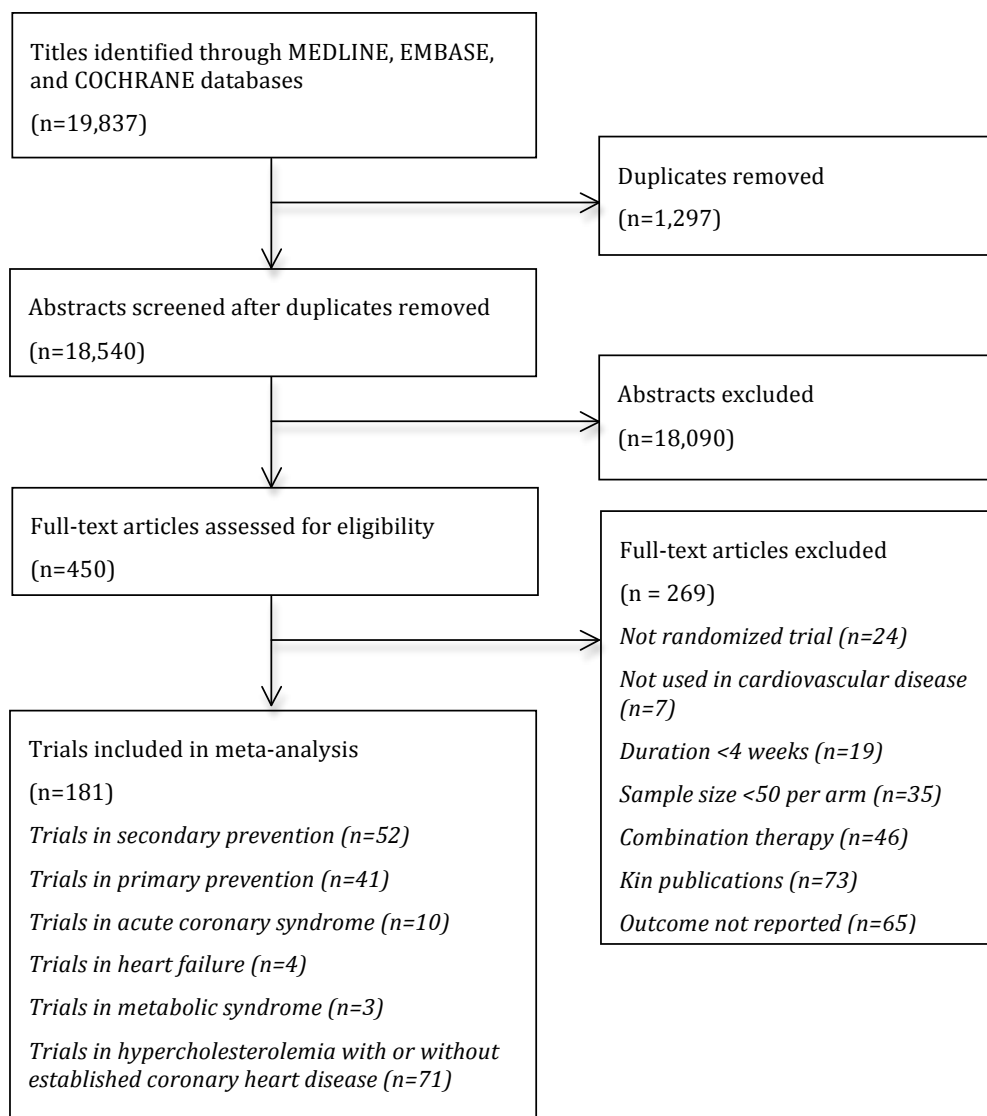 Titles identified through MEDLINE, EMBASE,
and COCHRANE databases
(n=19,837)
Duplicates removed
(n=1,297)
Abstracts screened after duplicates removed
(n=18,540)
Abstracts excluded
(n=18,090)
Full-text articles assessed for eligibility
(n=450)
Full-text articles excluded
(n = 269)
Not randomized trial (n=24)
Not used in cardiovascular disease
(n=7)
Duration <4 weeks (n=19)
Sample size <50 per arm (n=35)
Combination therapy (n=46)
Kin publications (n=73)
Outcome not reported (n=65)
Trials included in meta-analysis
(n=181)
Trials in secondary prevention (n=52)
Trials in primary prevention (n=41)
Trials in acute coronary syndrome (n=10)
Trials in heart failure (n=4)
Trials in metabolic syndrome (n=3)
Trials in hypercholesterolemia with or without
established coronary heart disease (n=71)